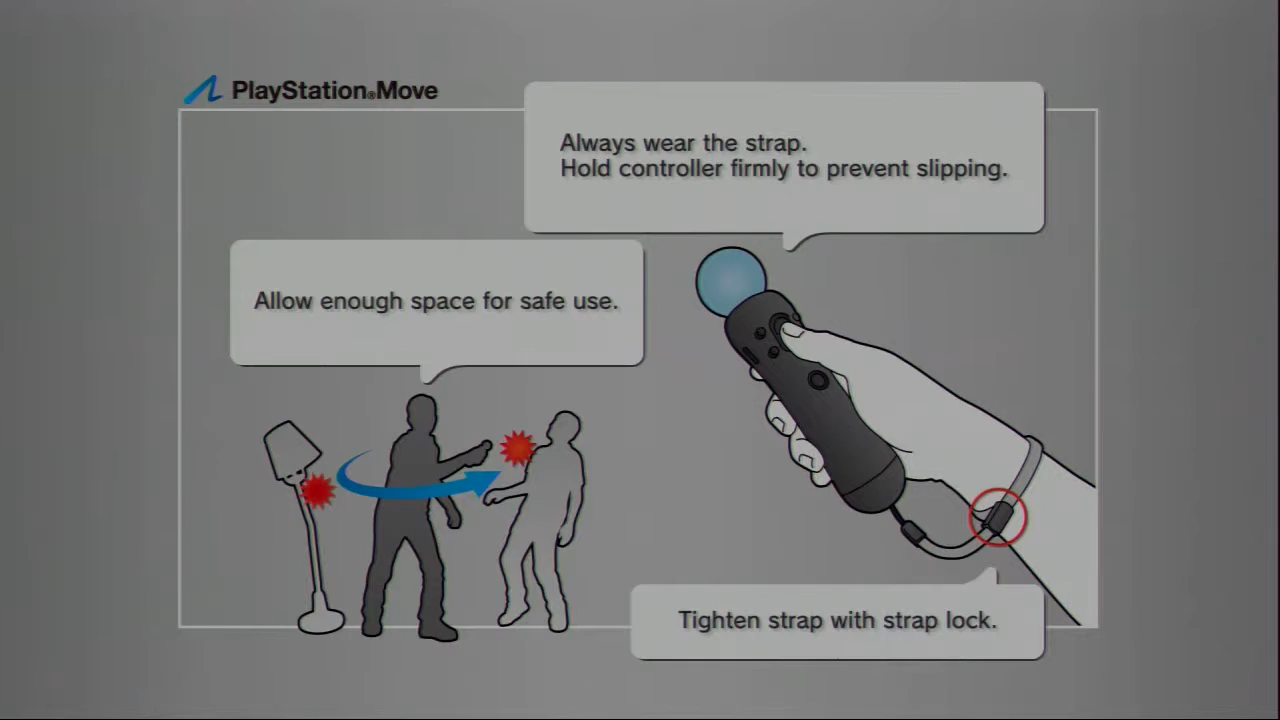 PlayStation®Move
Always wear the strap.
Hold controller firmly to prevent slipping.
Allow enough space for safe use.
Tighten strap with strap lock.